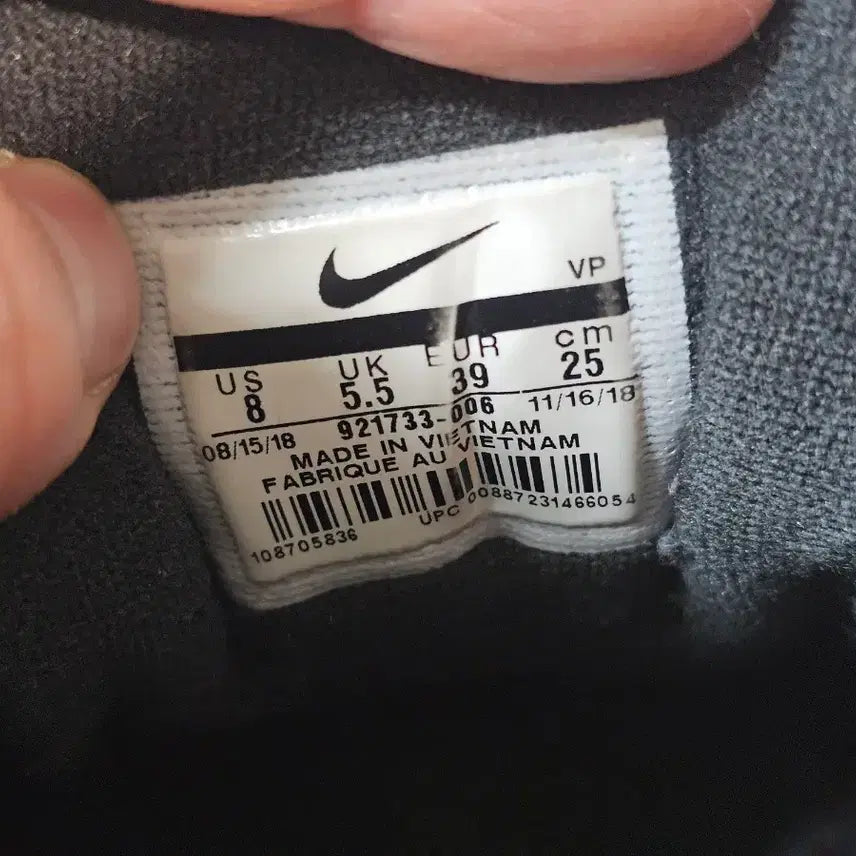 VP
US UK EUR cm
8 5.5 39 25
08/15/18 921733-006 11/16/18
MADE IN VIETNAM
FABRIQUE AU VIETNAM
108705836 UPC 00887231466054